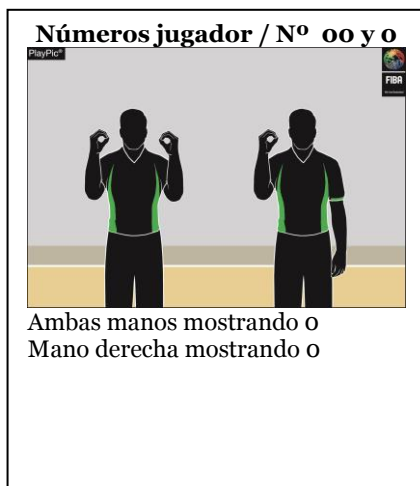 Números jugador / Nº 00 y 0
PlayPic®
FIBA
Ambas manos mostrando 0
Mano derecha mostrando 0